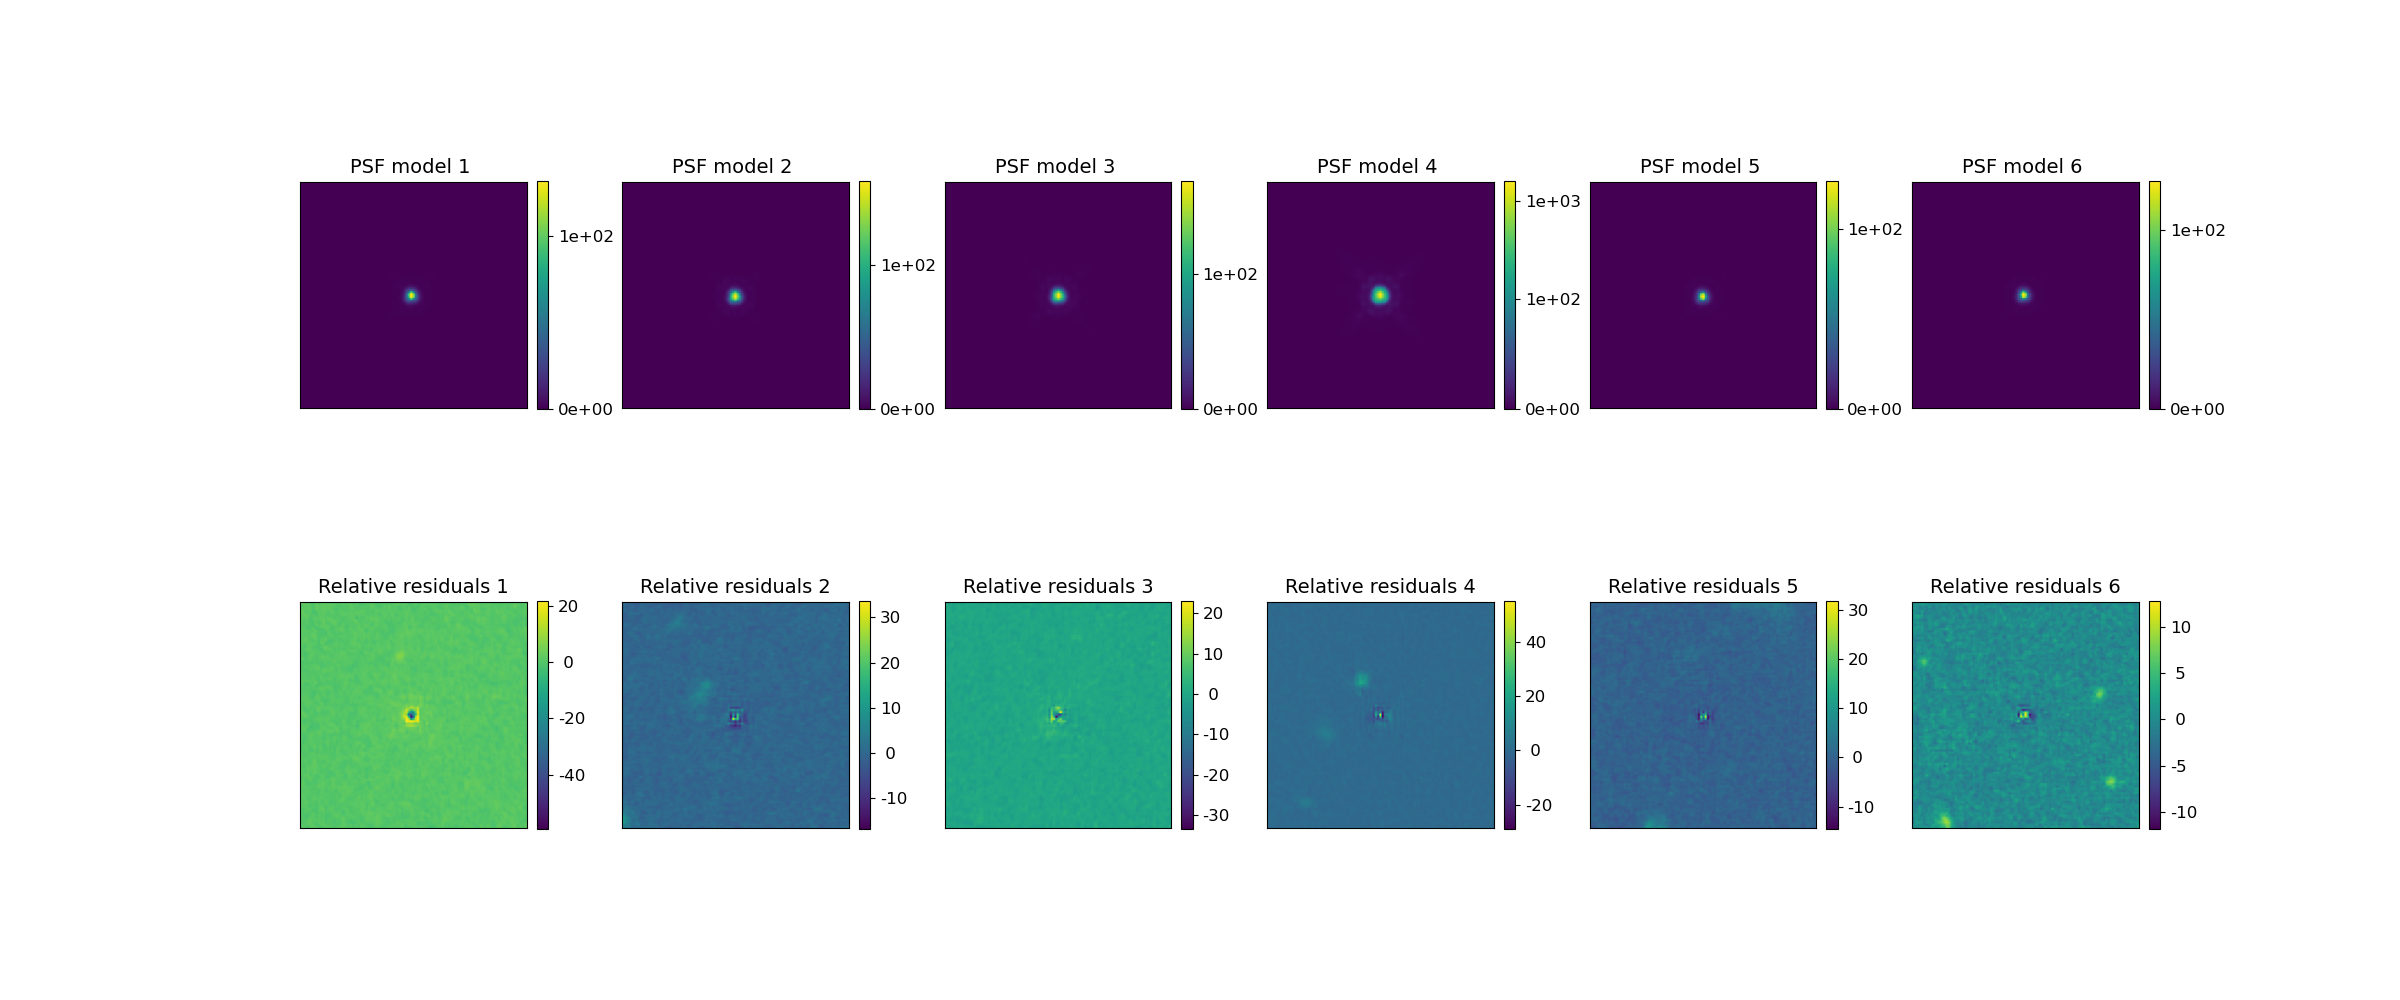 PSF model 1
PSF model 2
PSF model 3
PSF model 4
PSF model 5
PSF model 6
1e+02
0e+00
1e+02
0e+00
1e+02
0e+00
1e+03
1e+02
0e+00
1e+02
0e+00
1e+02
0e+00
Relative residuals 1
Relative residuals 2
Relative residuals 3
Relative residuals 4
Relative residuals 5
Relative residuals 6
20
0
-20
-40
30
20
10
0
-10
20
10
0
-10
-20
-30
40
20
0
-20
30
20
10
0
-10
10
5
0
-5
-10